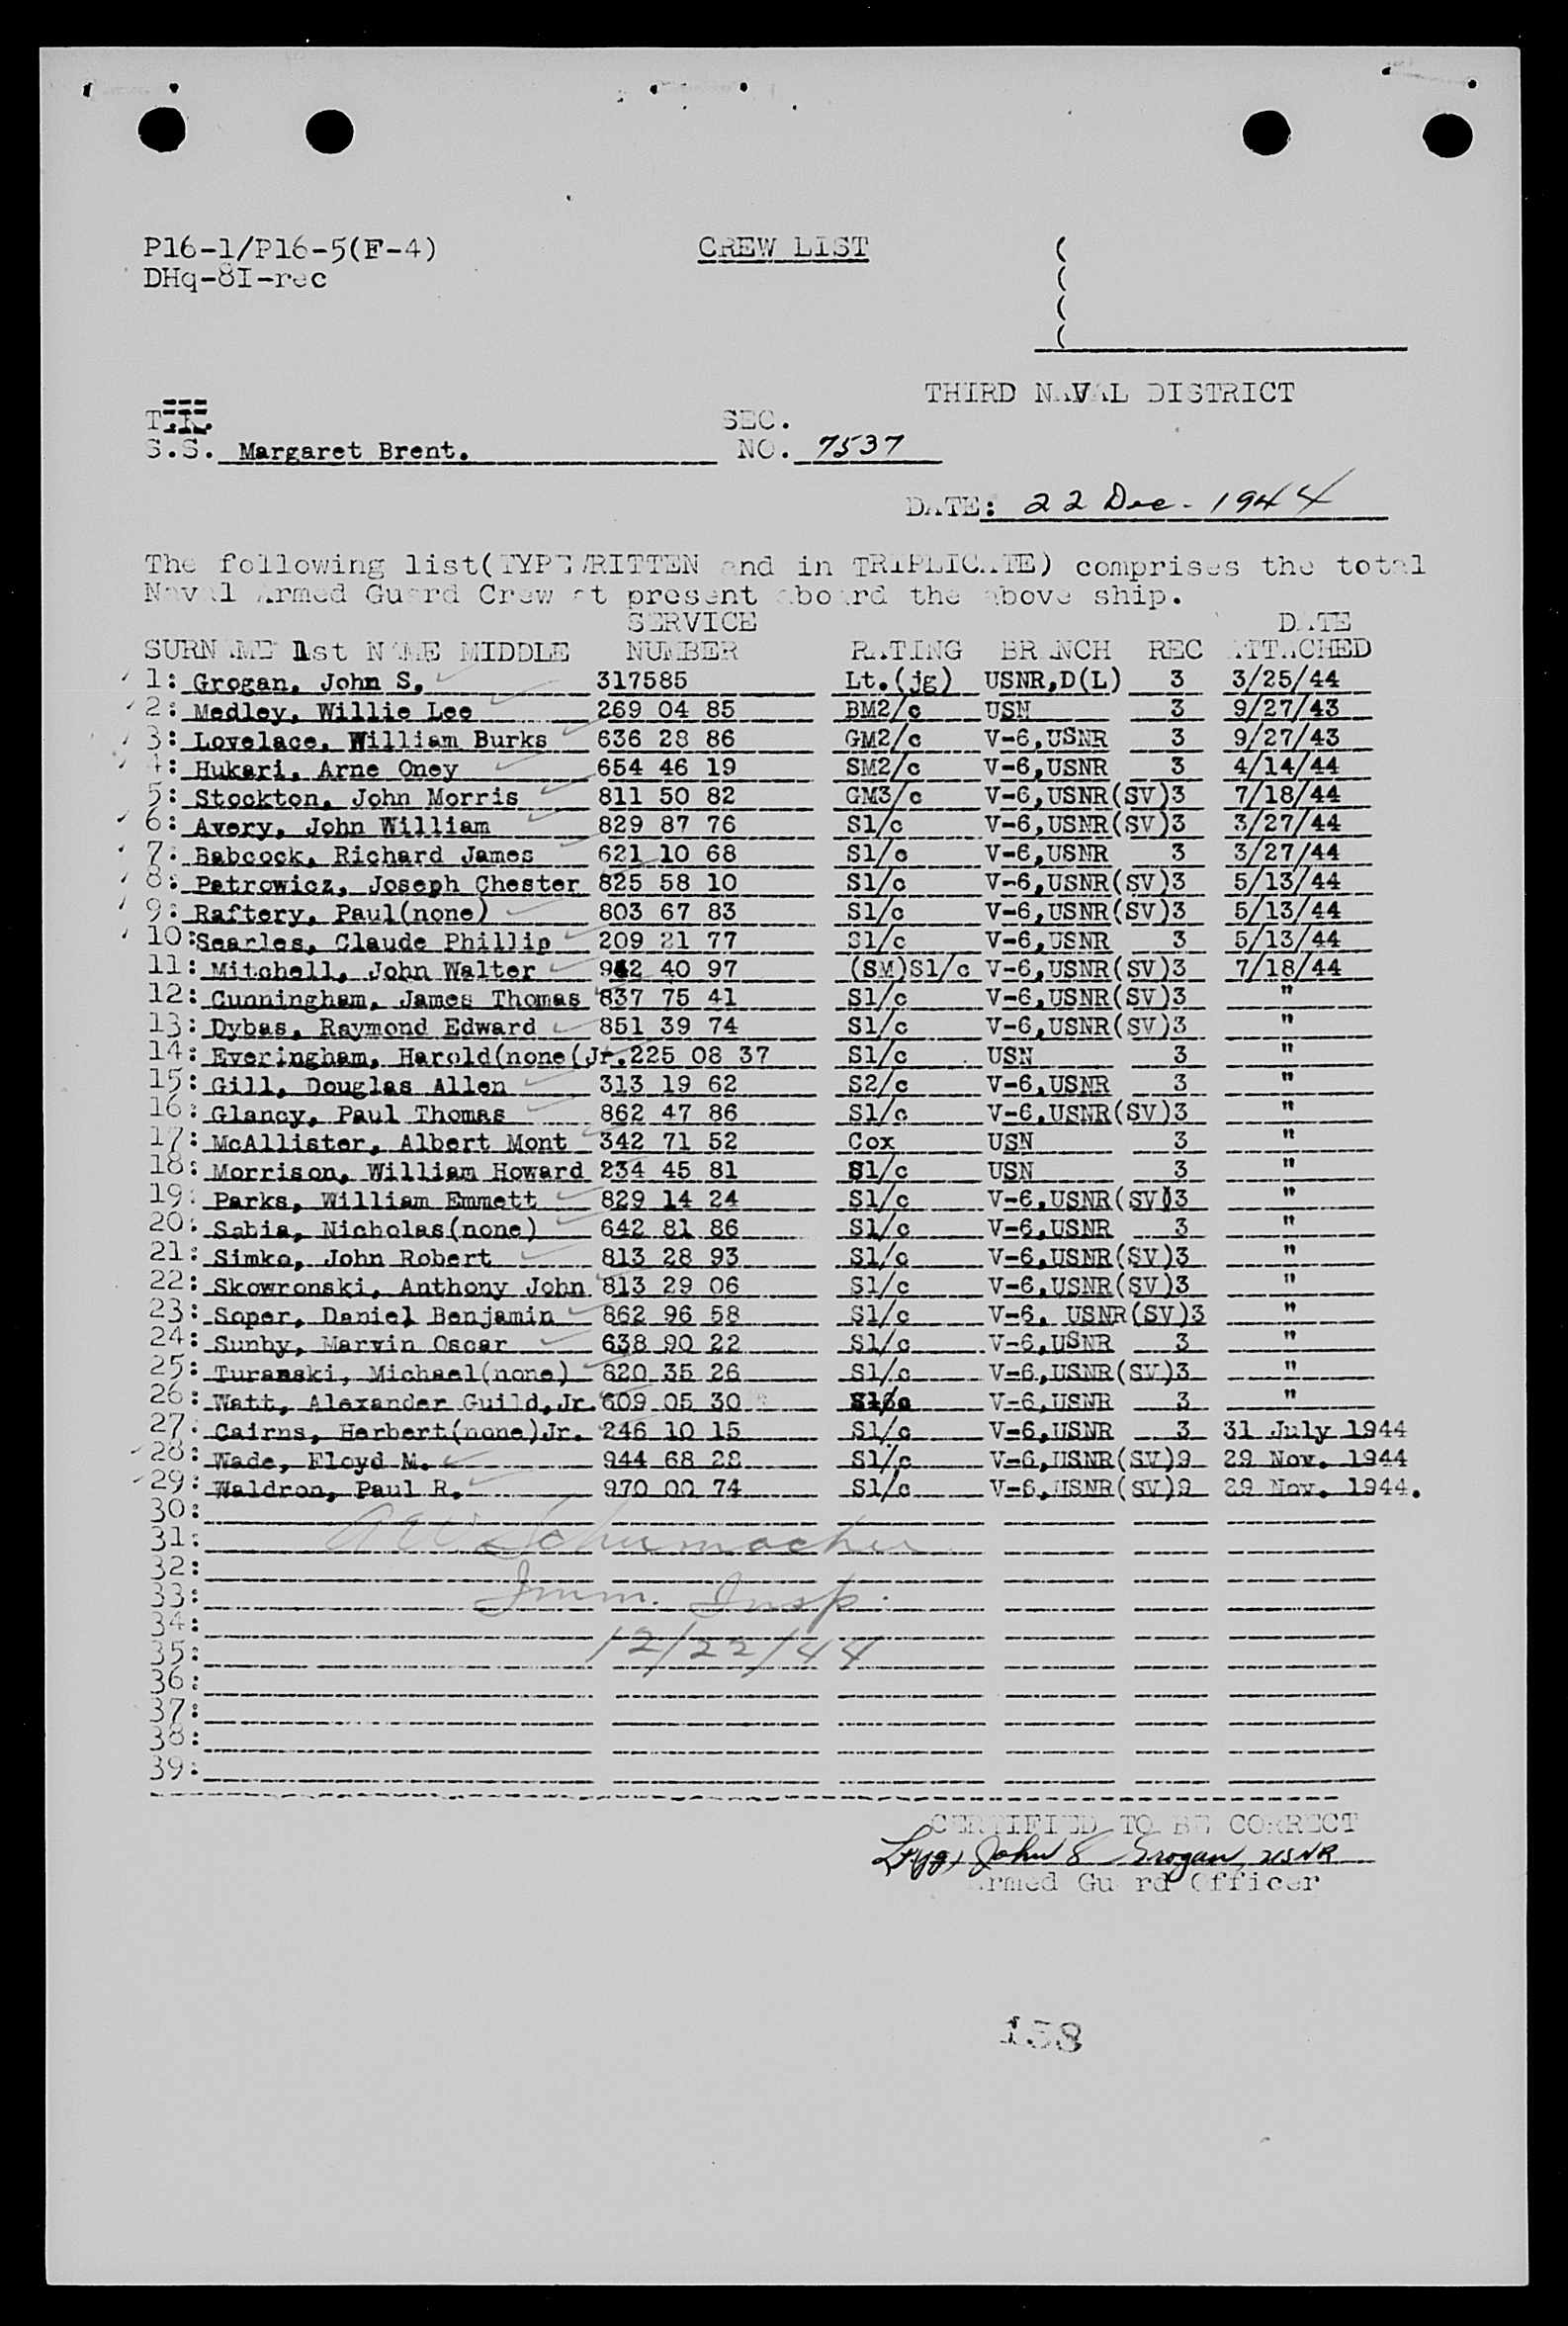 P16-1/P16-5(F-4)
CREW LIST
DHq-8I-rec
THIRD NAVAL DISTRICT
SEC.
S.S. Margaret Brent. NO. 7537
DATE: 22 Dec. 1944
The following list(TYPEWRITTEN and in TRIPLICATE) comprises the total
Naval Armed Guard Crew at present aboard the above ship.
SERVICE DATE
SURNAME 1st NAME MIDDLE NUMBER RATING BRANCH REC ATTACHED
1: Grogan, John S. 317585 Lt.(jg) USNR,D(L) 3 3/25/44
2: Medley, Willie Lee 269 04 85 BM2/c USN 3 9/27/43
3: Lovelace, William Burks 636 28 86 GM2/c V-6,USNR 3 9/27/43
4: Hukari, Arne Oney 654 46 19 SM2/c V-6,USNR 3 4/14/44
5: Stockton, John Morris 811 50 82 GM3/c V-6,USNR(SV)3 7/18/44
6: Avery, John William 829 87 76 S1/c V-6,USNR(SV)3 3/27/44
7: Babcock, Richard James 621 10 68 S1/c V-6,USNR 3 3/27/44
8: Petrowicz, Joseph Chester 825 58 10 S1/c V-6,USNR(SV)3 5/13/44
9: Raftery, Paul(none) 803 67 83 S1/c V-6,USNR(SV)3 5/13/44
10:Searles, Claude Phillip 209 21 77 S1/c V-6,USNR 3 5/13/44
11: Mitchell, John Walter 942 40 97 (SM)S1/c V-6,USNR(SV)3 7/18/44
12: Cunningham, James Thomas 837 75 41 S1/c V-6,USNR(SV)3 "
13: Dybas, Raymond Edward 851 39 74 S1/c V-6,USNR(SV)3 "
14: Everingham, Harold(none(Jr.225 08 37 S1/c USN 3 "
15: Gill, Douglas Allen 313 19 62 S2/c V-6,USNR 3 "
16: Glancy, Paul Thomas 862 47 86 S1/c V-6,USNR(SV)3 "
17: McAllister, Albert Mont 342 71 52 Cox USN 3 "
18: Morrison, William Howard 234 45 81 S1/c USN 3 "
19: Parks, William Emmett 829 14 24 S1/c V-6,USNR(SV)3 "
20: Sabia, Nicholas(none) 642 81 86 S1/c V-6,USNR 3 "
21: Simko, John Robert 813 28 93 S1/c V-6,USNR(SV)3 "
22: Skowronski, Anthony John 813 29 06 S1/c V-6,USNR(SV)3 "
23: Soper, Daniel Benjamin 862 96 58 S1/c V-6, USNR(SV)3 "
24: Sunby, Marvin Oscar 638 90 22 S1/c V-6,USNR 3 "
25: Turanski, Michael(none) 820 35 26 S1/c V-6,USNR(SV)3 "
26: Watt, Alexander Guild,Jr. 609 05 30 S1/c V-6,USNR 3 "
27: Cairns, Herbert(none)Jr. 246 10 15 S1/c V-6,USNR 3 31 July 1944
28: Wade, Floyd M. 944 68 28 S1/c V-6,USNR(SV)9 29 Nov. 1944
29: Waldron, Paul R. 970 00 74 S1/c V-6,USNR(SV)9 29 Nov. 1944.
30:
31: Schumacher
32:
33: Imm. Insp.
34:
35: 12/22/44
36:
37:
38:
39:
CERTIFIED TO BE CORRECT
Lt(jg) John S Grogan, USNR
Armed Guard Officer
158